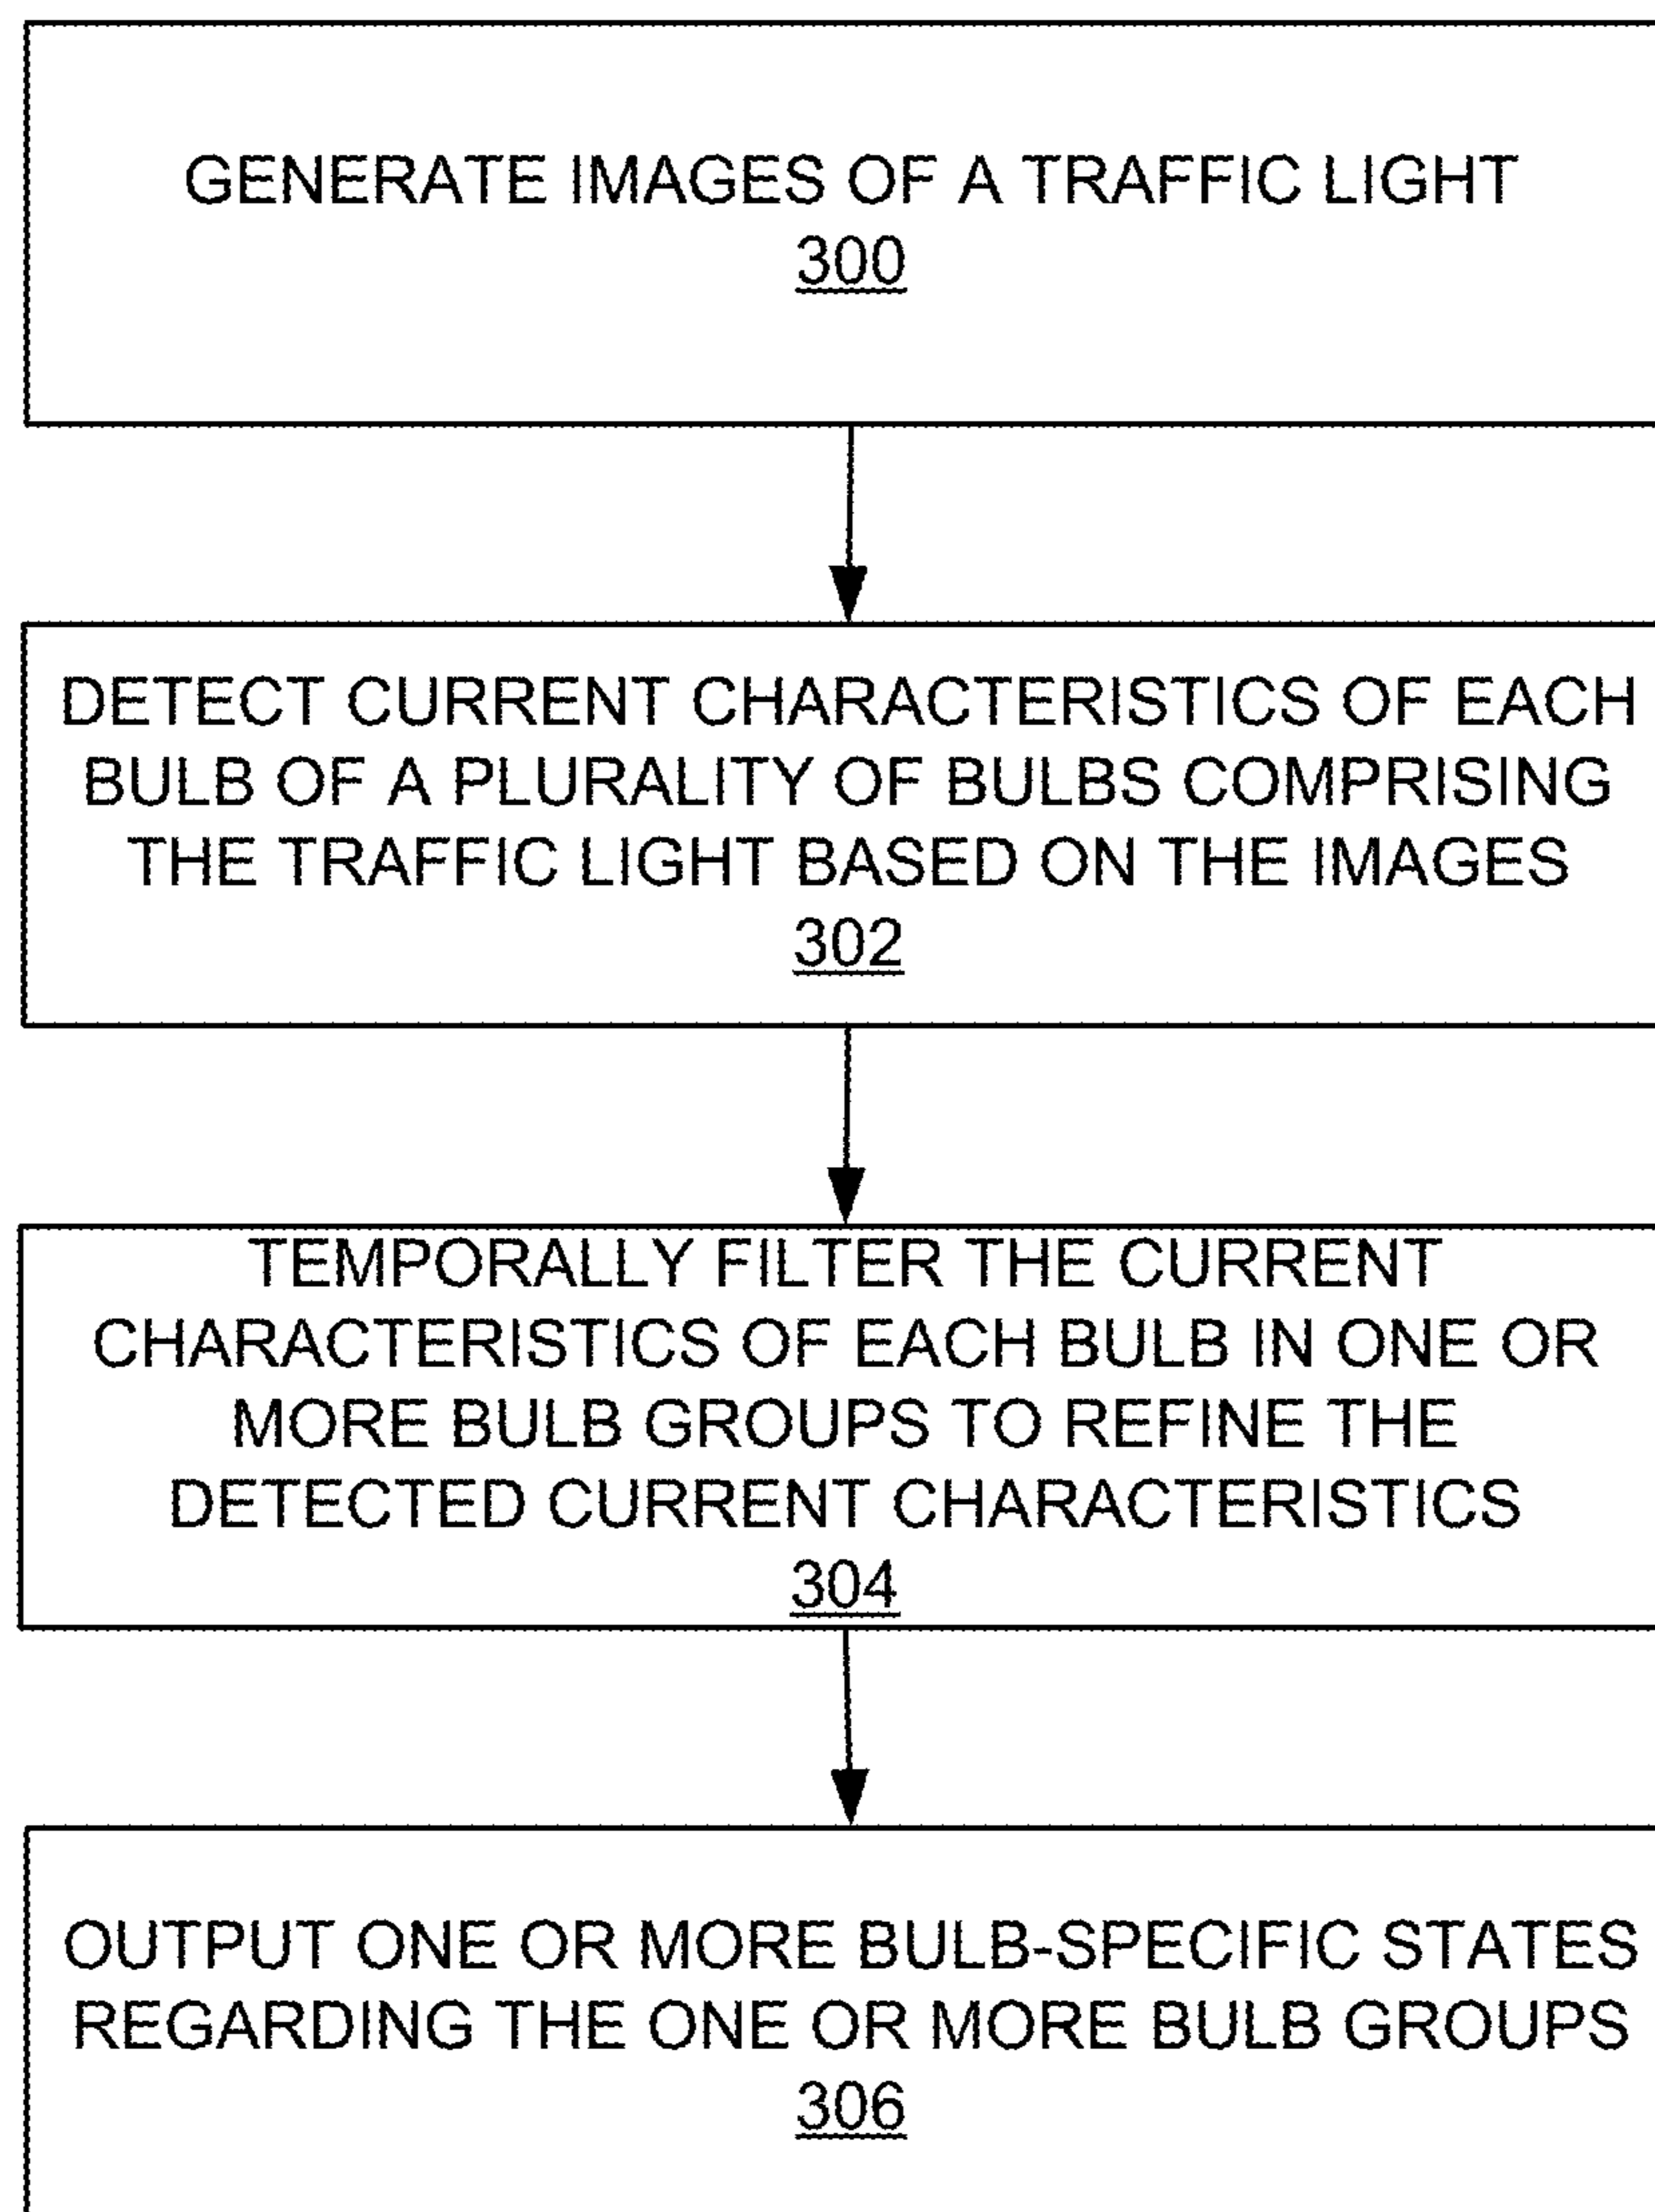 GENERATE IMAGES OF A TRAFFIC LIGHT
300
DETECT CURRENT CHARACTERISTICS OF EACH
BULB OF A PLURALITY OF BULBS COMPRISING
THE TRAFFIC LIGHT BASED ON THE IMAGES
302
TEMPORALLY FILTER THE CURRENT
CHARACTERISTICS OF EACH BULB IN ONE OR
MORE BULB GROUPS TO REFINE THE
DETECTED CURRENT CHARACTERISTICS
304
OUTPUT ONE OR MORE BULB-SPECIFIC STATES
REGARDING THE ONE OR MORE BULB GROUPS
306